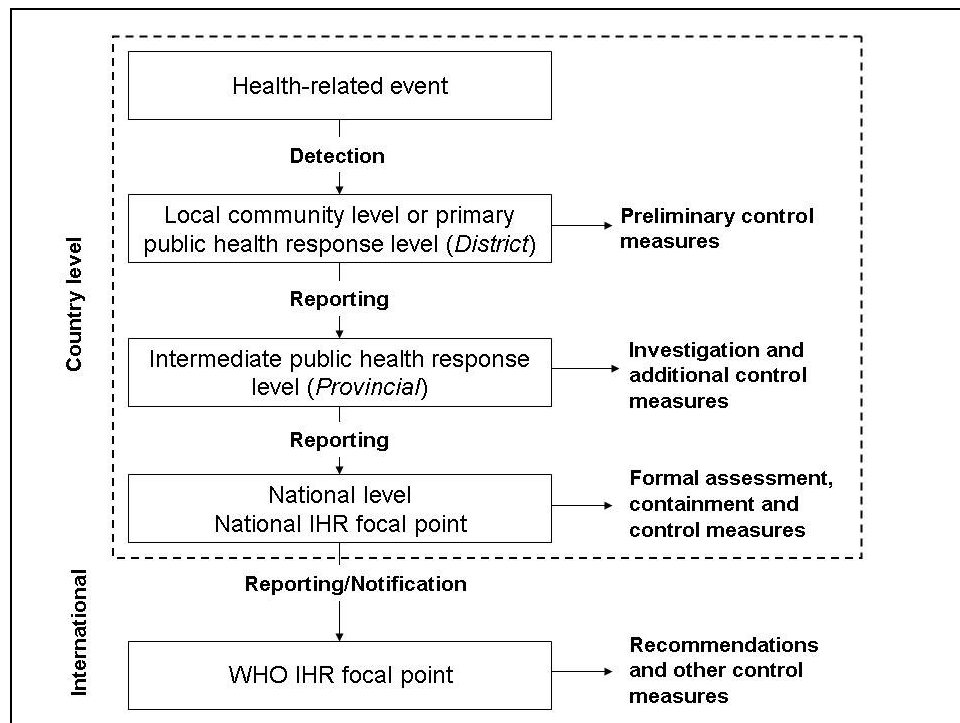 Health-related event
Detection
Local community level or primary
public health response level (District)
Preliminary control
measures
Reporting
Country level
Intermediate public health response
level (Provincial)
Investigation and
additional control
measures
Reporting
National level
National IHR focal point
Formal assessment,
containment and
control measures
Reporting/Notification
International
WHO IHR focal point
Recommendations
and other control
measures